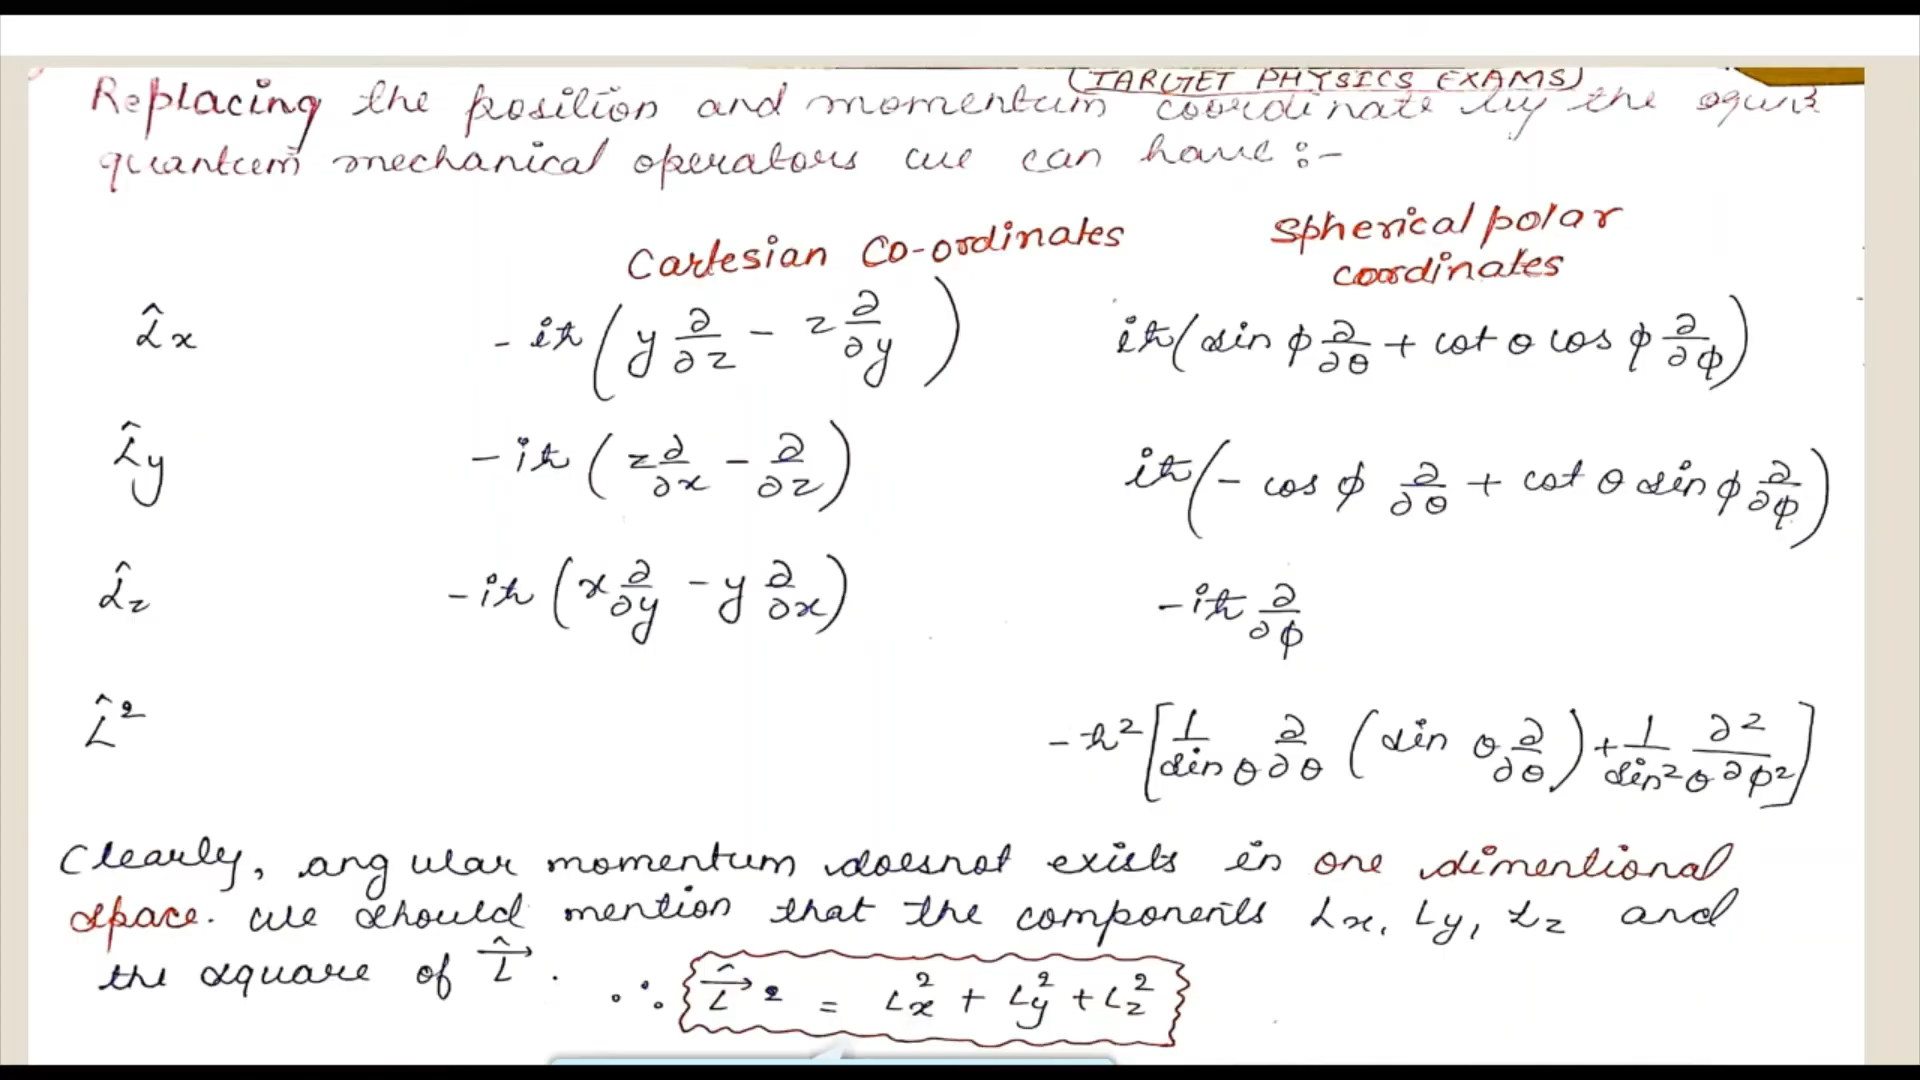 (TARGET PHYSICS EXAMS)
Replacing the position and momentum coordinate by the
quantum mechanical operators we can have :-
Cartesian Co-ordinates Spherical polar
coordinates
L̂x -iħ(y ∂/∂z - z ∂/∂y) iħ(sin φ ∂/∂θ + cot θ cos φ ∂/∂φ)
L̂y -iħ(z ∂/∂x - ∂/∂z) iħ(- cos φ ∂/∂θ + cot θ sin φ ∂/∂φ)
L̂z -iħ(x ∂/∂y - y ∂/∂x) -iħ ∂/∂φ
L̂² -ħ²[1/sin θ ∂/∂θ (sin θ ∂/∂θ) + 1/sin²θ ∂²/∂φ²]
Clearly, angular momentum doesnot exists in one dimentional
space. we should mention that the components Lx, Ly, Lz and
the square of L̂⃗ .
∴ L̂⃗² = Lx² + Ly² + Lz²